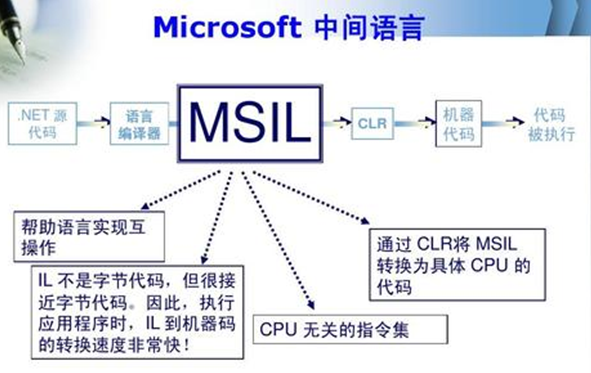 Microsoft 中间语言
.NET 源
代码
语言
编译器
MSIL
CLR
机器
代码
代码
被执行
帮助语言实现互
操作
IL 不是字节代码，但很接
近字节代码。因此，执行
应用程序时，IL 到机器码
的转换速度非常快！
CPU 无关的指令集
通过 CLR将 MSIL
转换为具体 CPU 的
代码